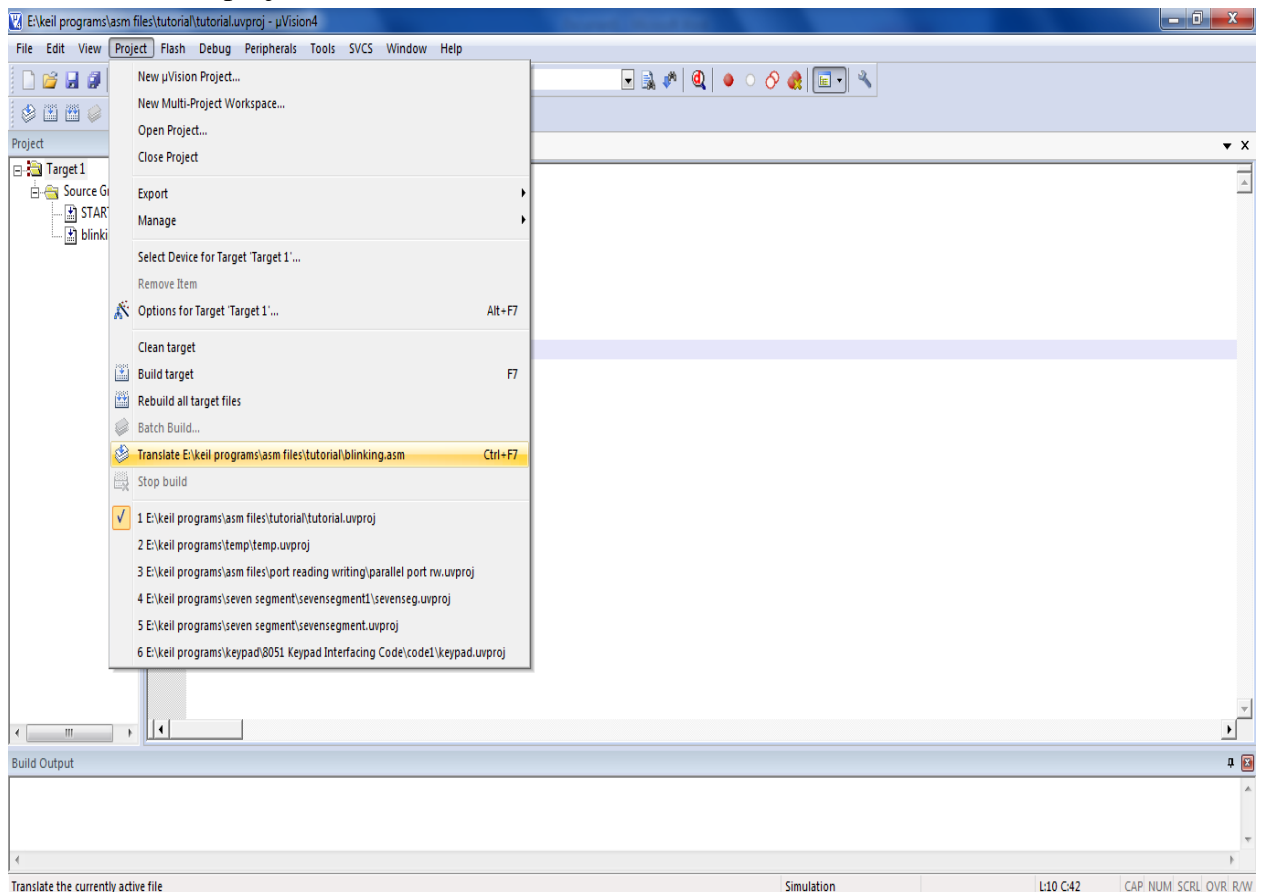 E:\keil programs\asm files\tutorial\tutorial.uvproj - µVision4
File Edit View Project Flash Debug Peripherals Tools SVCS Window Help
Project
Target 1
Source G
START
blinki
New µVision Project...
New Multi-Project Workspace...
Open Project...
Close Project
Export
Manage
Select Device for Target 'Target 1'...
Remove Item
Options for Target 'Target 1'... Alt+F7
Clean target
Build target F7
Rebuild all target files
Batch Build...
Translate E:\keil programs\asm files\tutorial\blinking.asm Ctrl+F7
Stop build
1 E:\keil programs\asm files\tutorial\tutorial.uvproj
2 E:\keil programs\temp\temp.uvproj
3 E:\keil programs\asm files\port reading writing\parallel port rw.uvproj
4 E:\keil programs\seven segment\sevensegment1\sevenseg.uvproj
5 E:\keil programs\seven segment\sevensegment.uvproj
6 E:\keil programs\keypad\8051 Keypad Interfacing Code\code1\keypad.uvproj
Build Output
Translate the currently active file Simulation L:10 C:42 CAP NUM SCRL OVR R/W